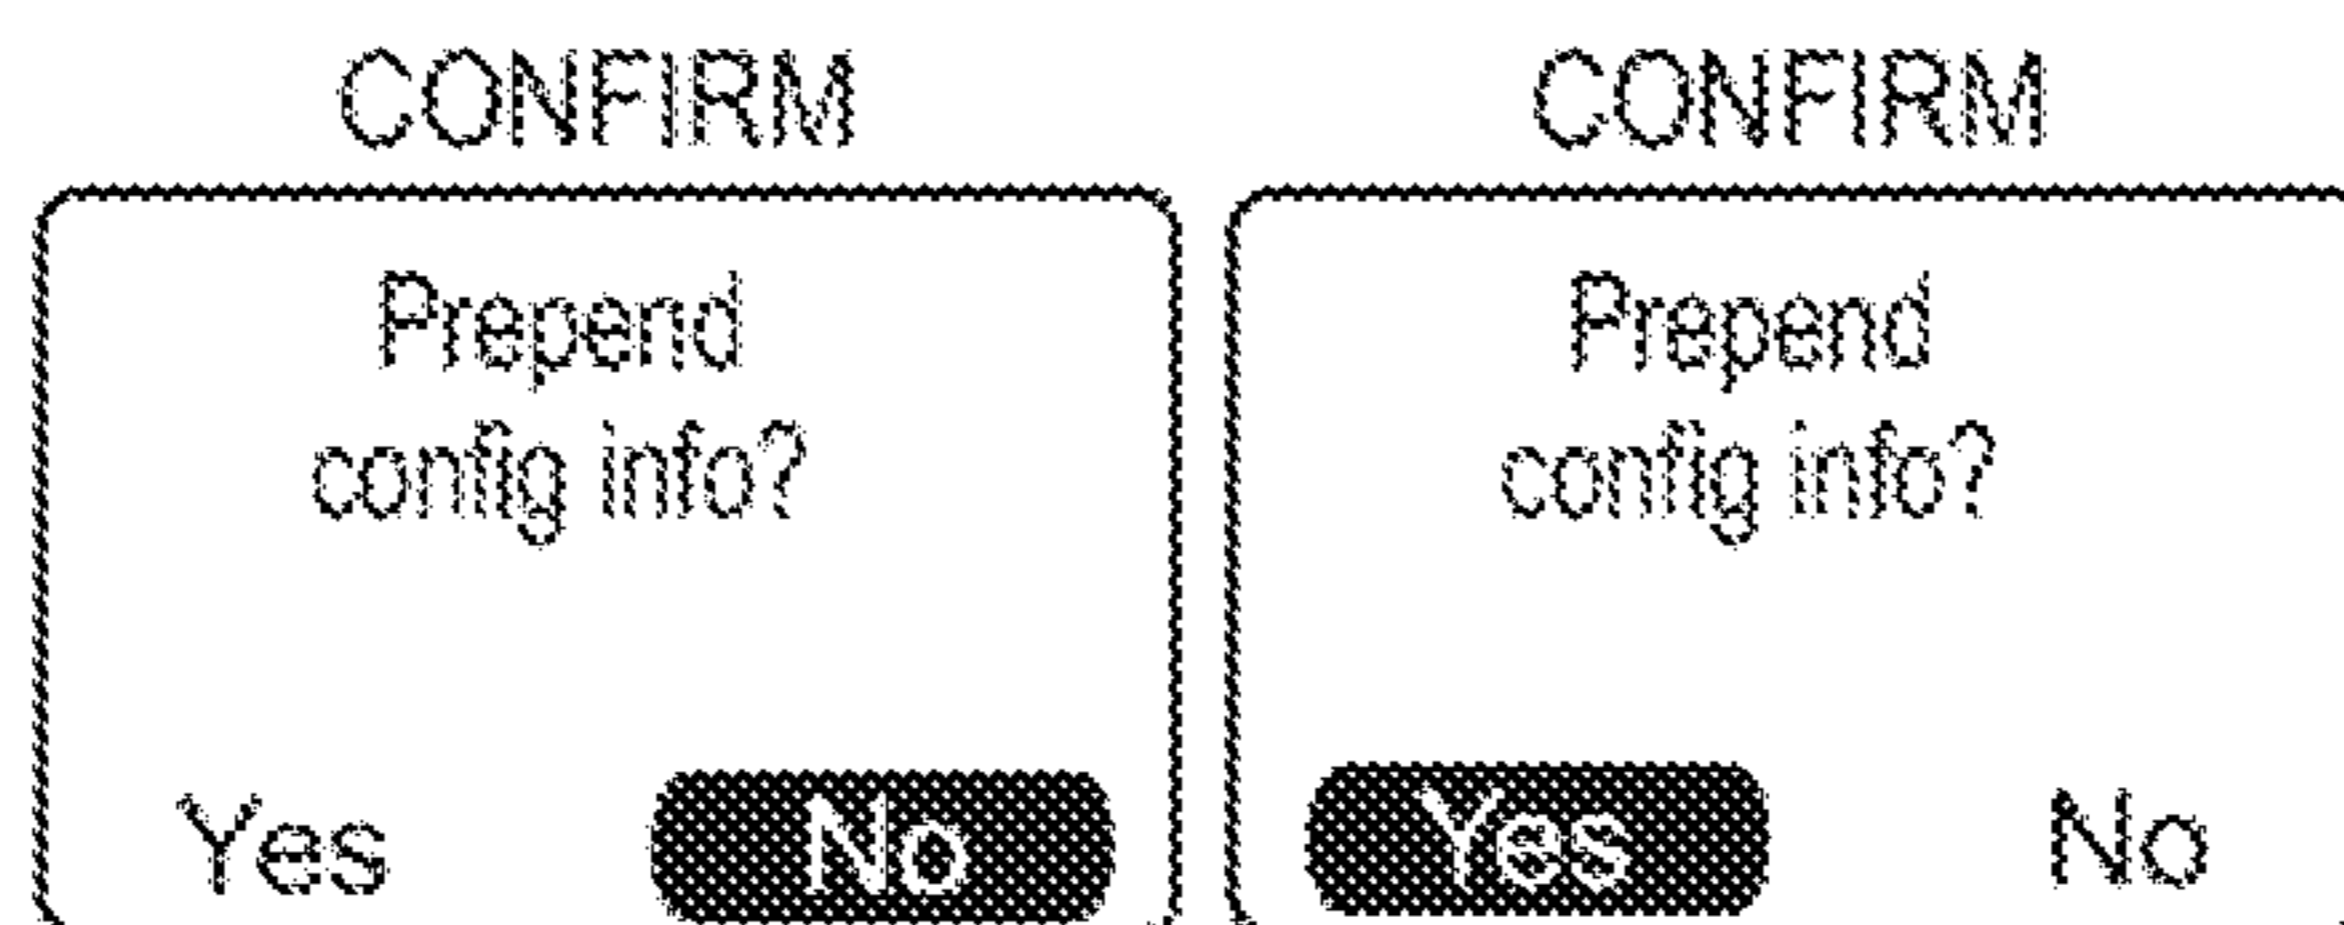 CONFIRM
Prepend
config info?
Yes No
CONFIRM
Prepend
config info?
Yes No